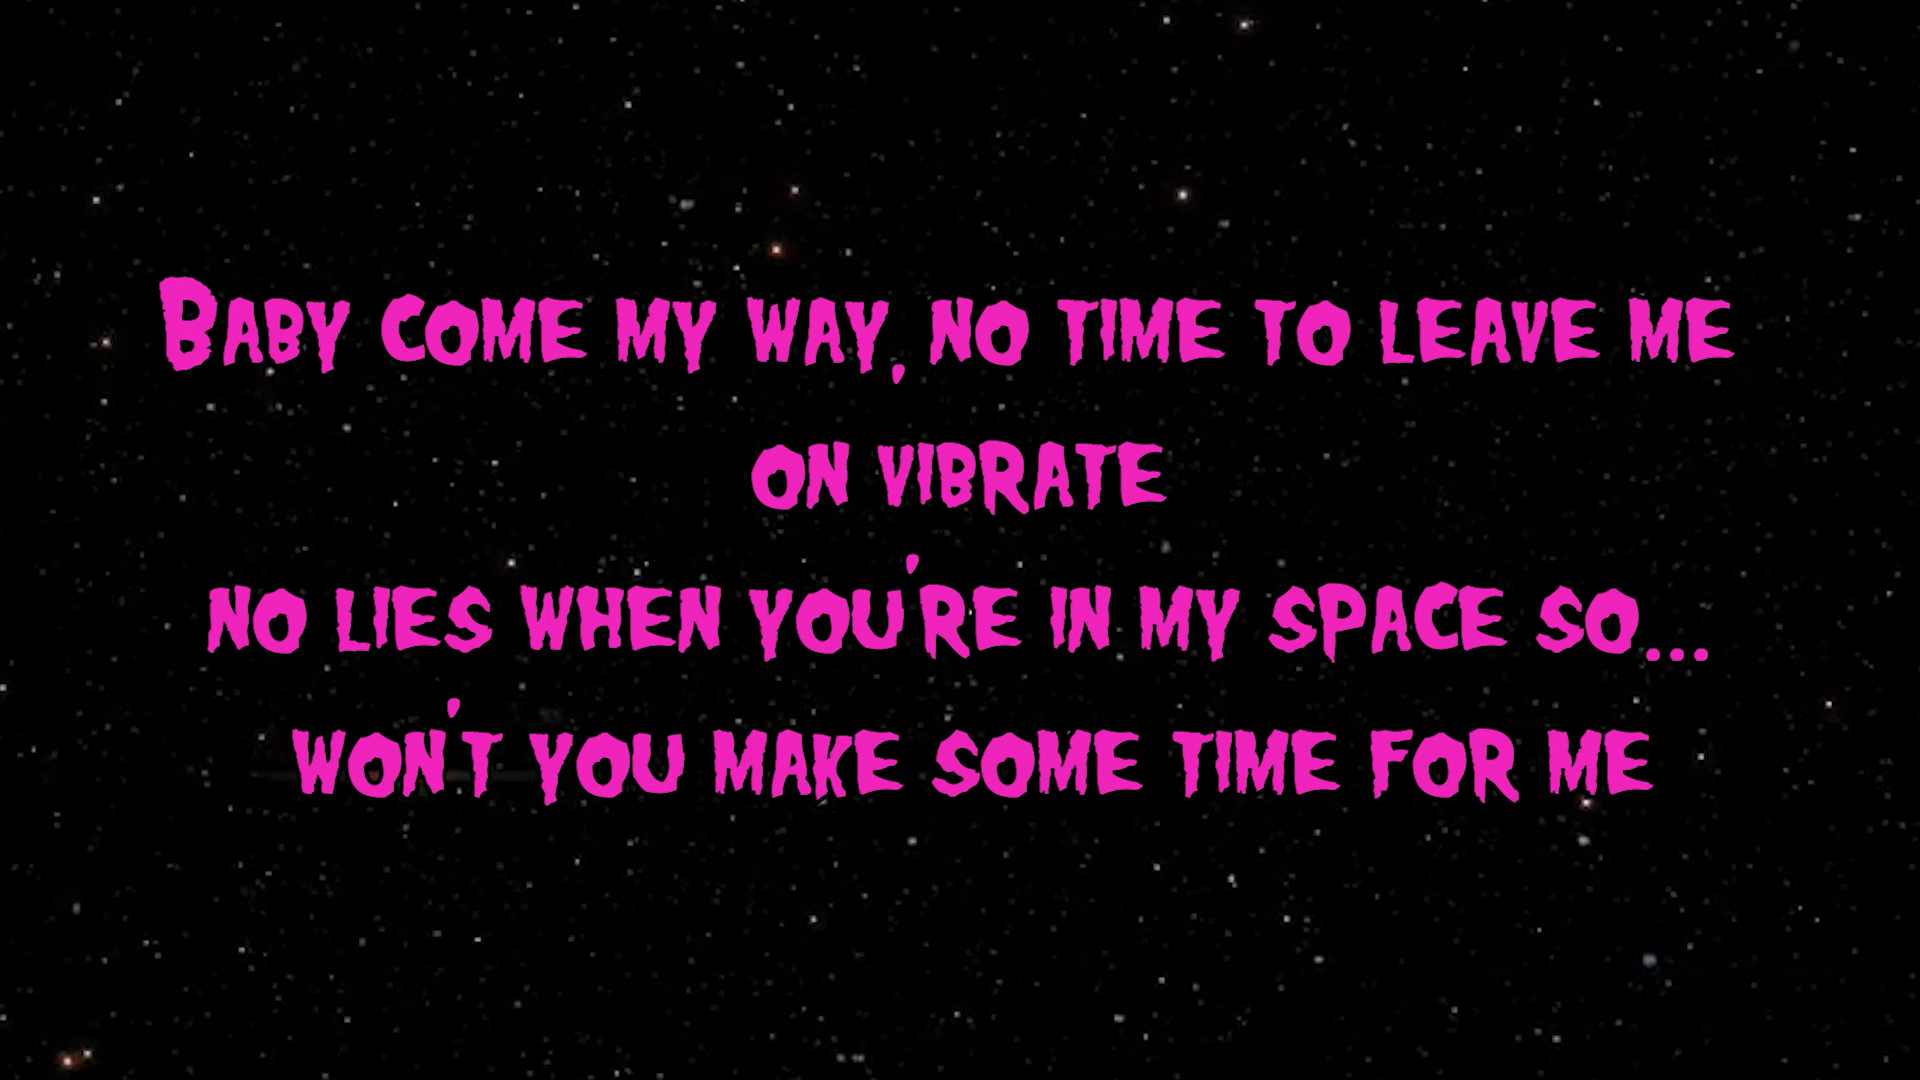 Baby come my way, no time to leave me
on vibrate
no lies when you're in my space so...
won't you make some time for me